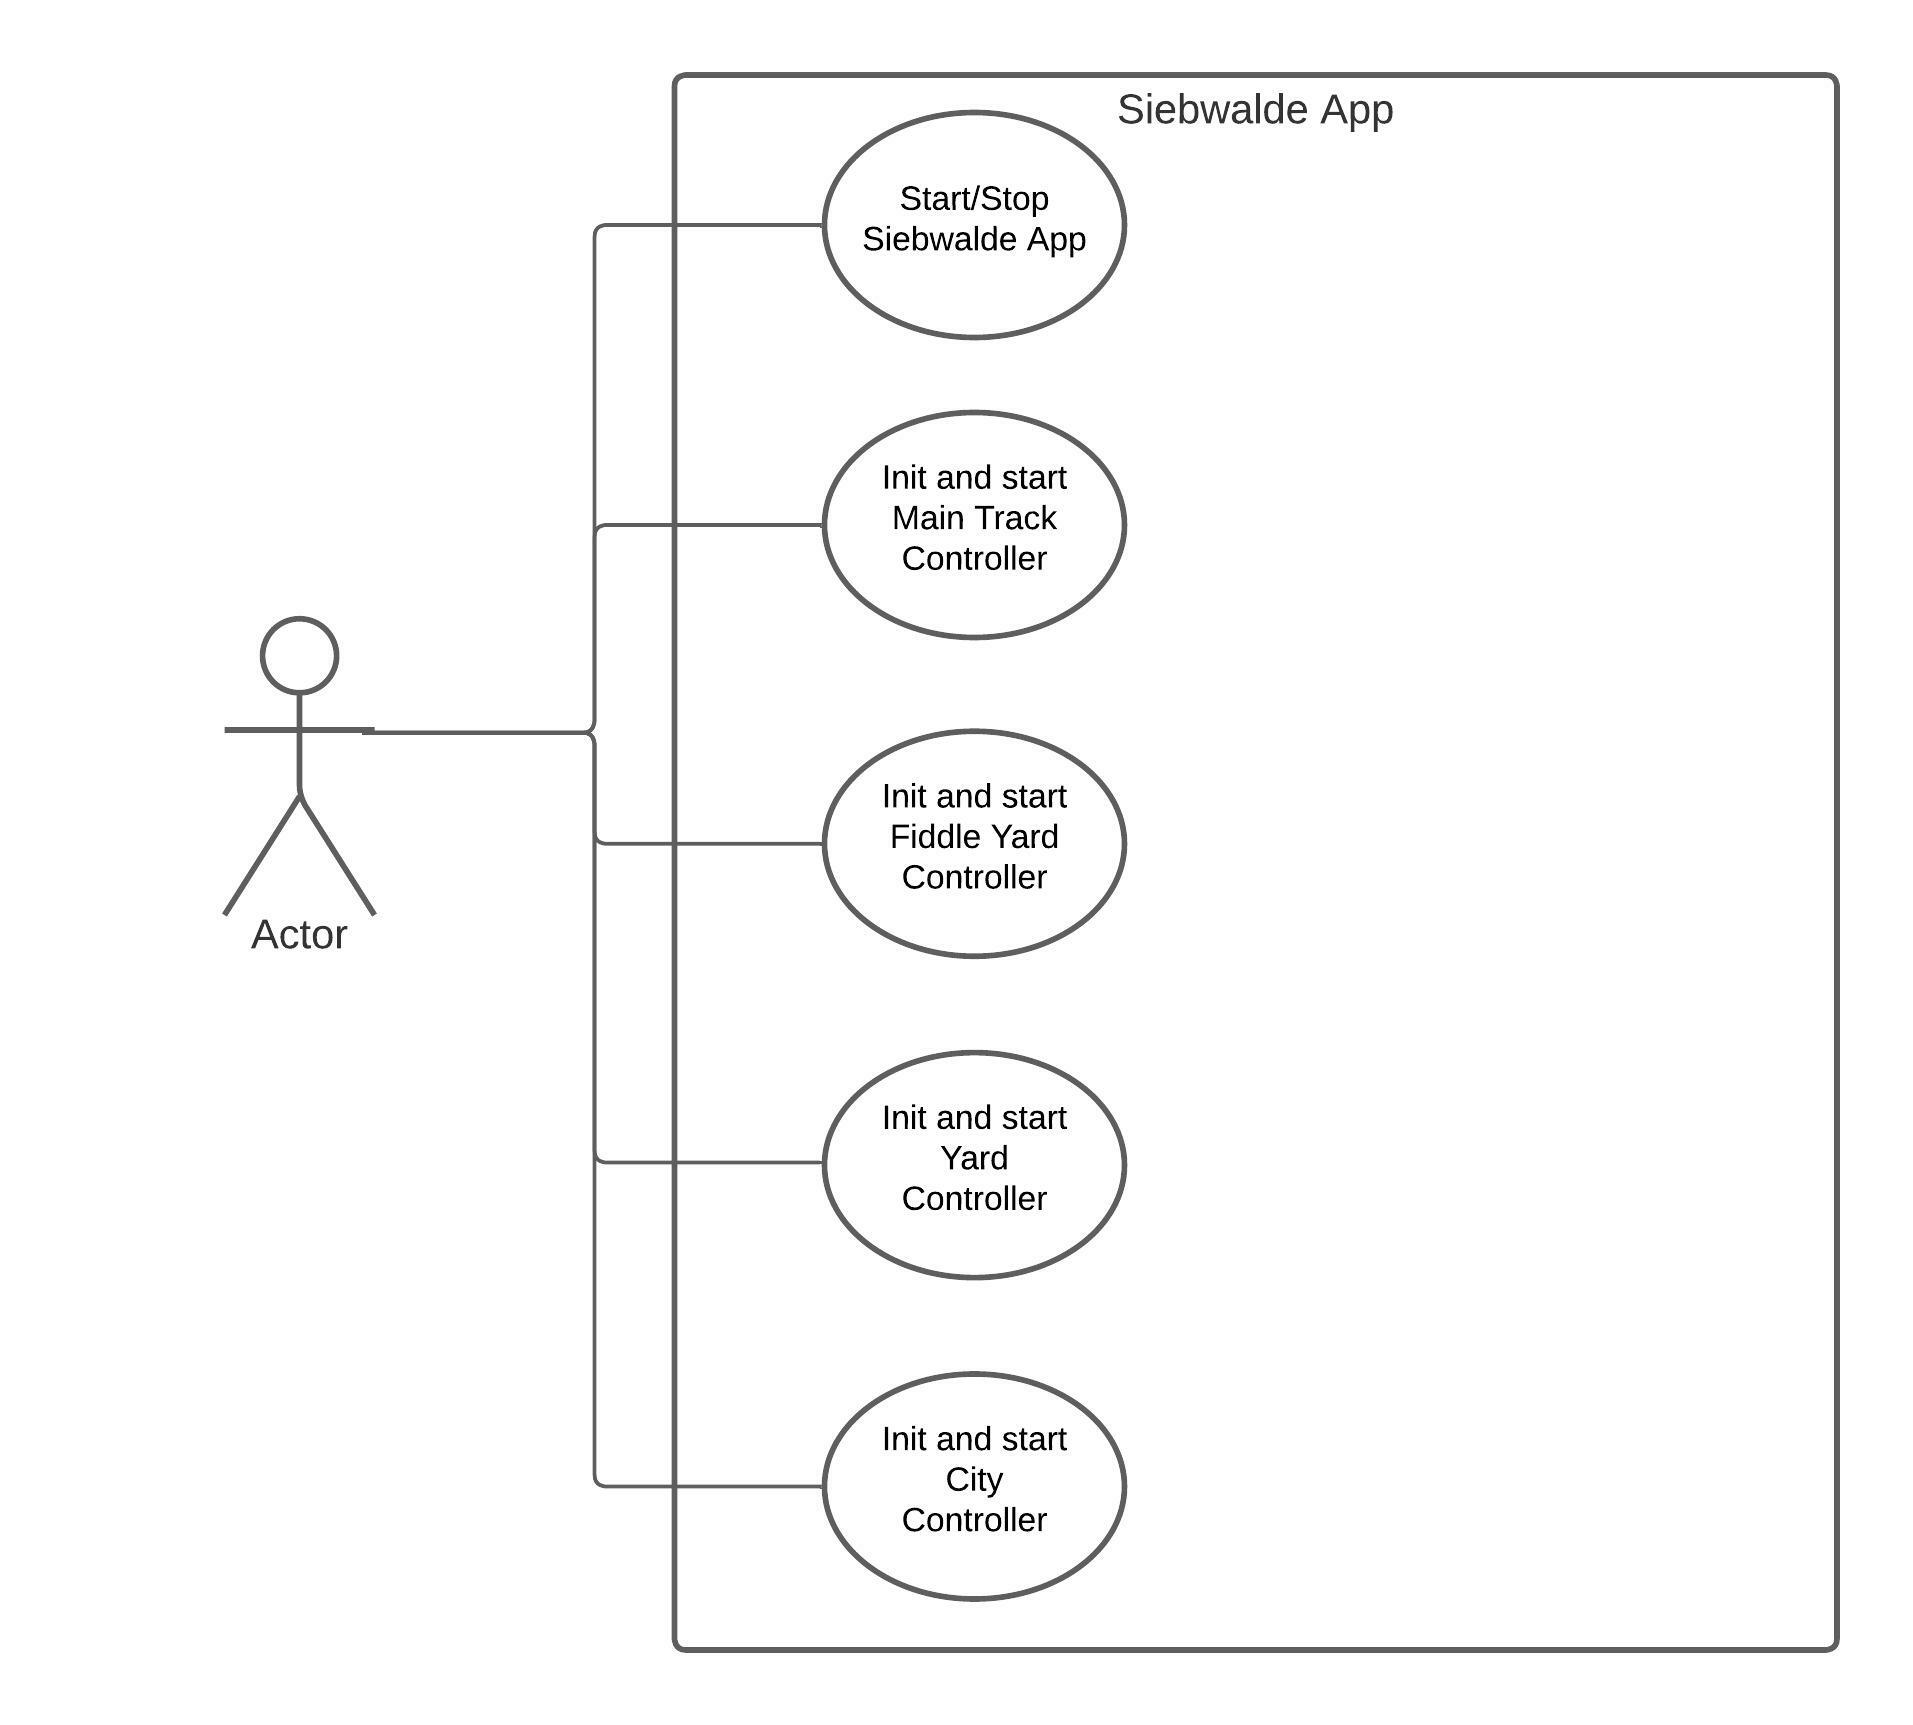 Siebwalde App
Start/Stop
Siebwalde App
Init and start
Main Track
Controller
Init and start
Fiddle Yard
Controller
Actor
Init and start
Yard
Controller
Init and start
City
Controller